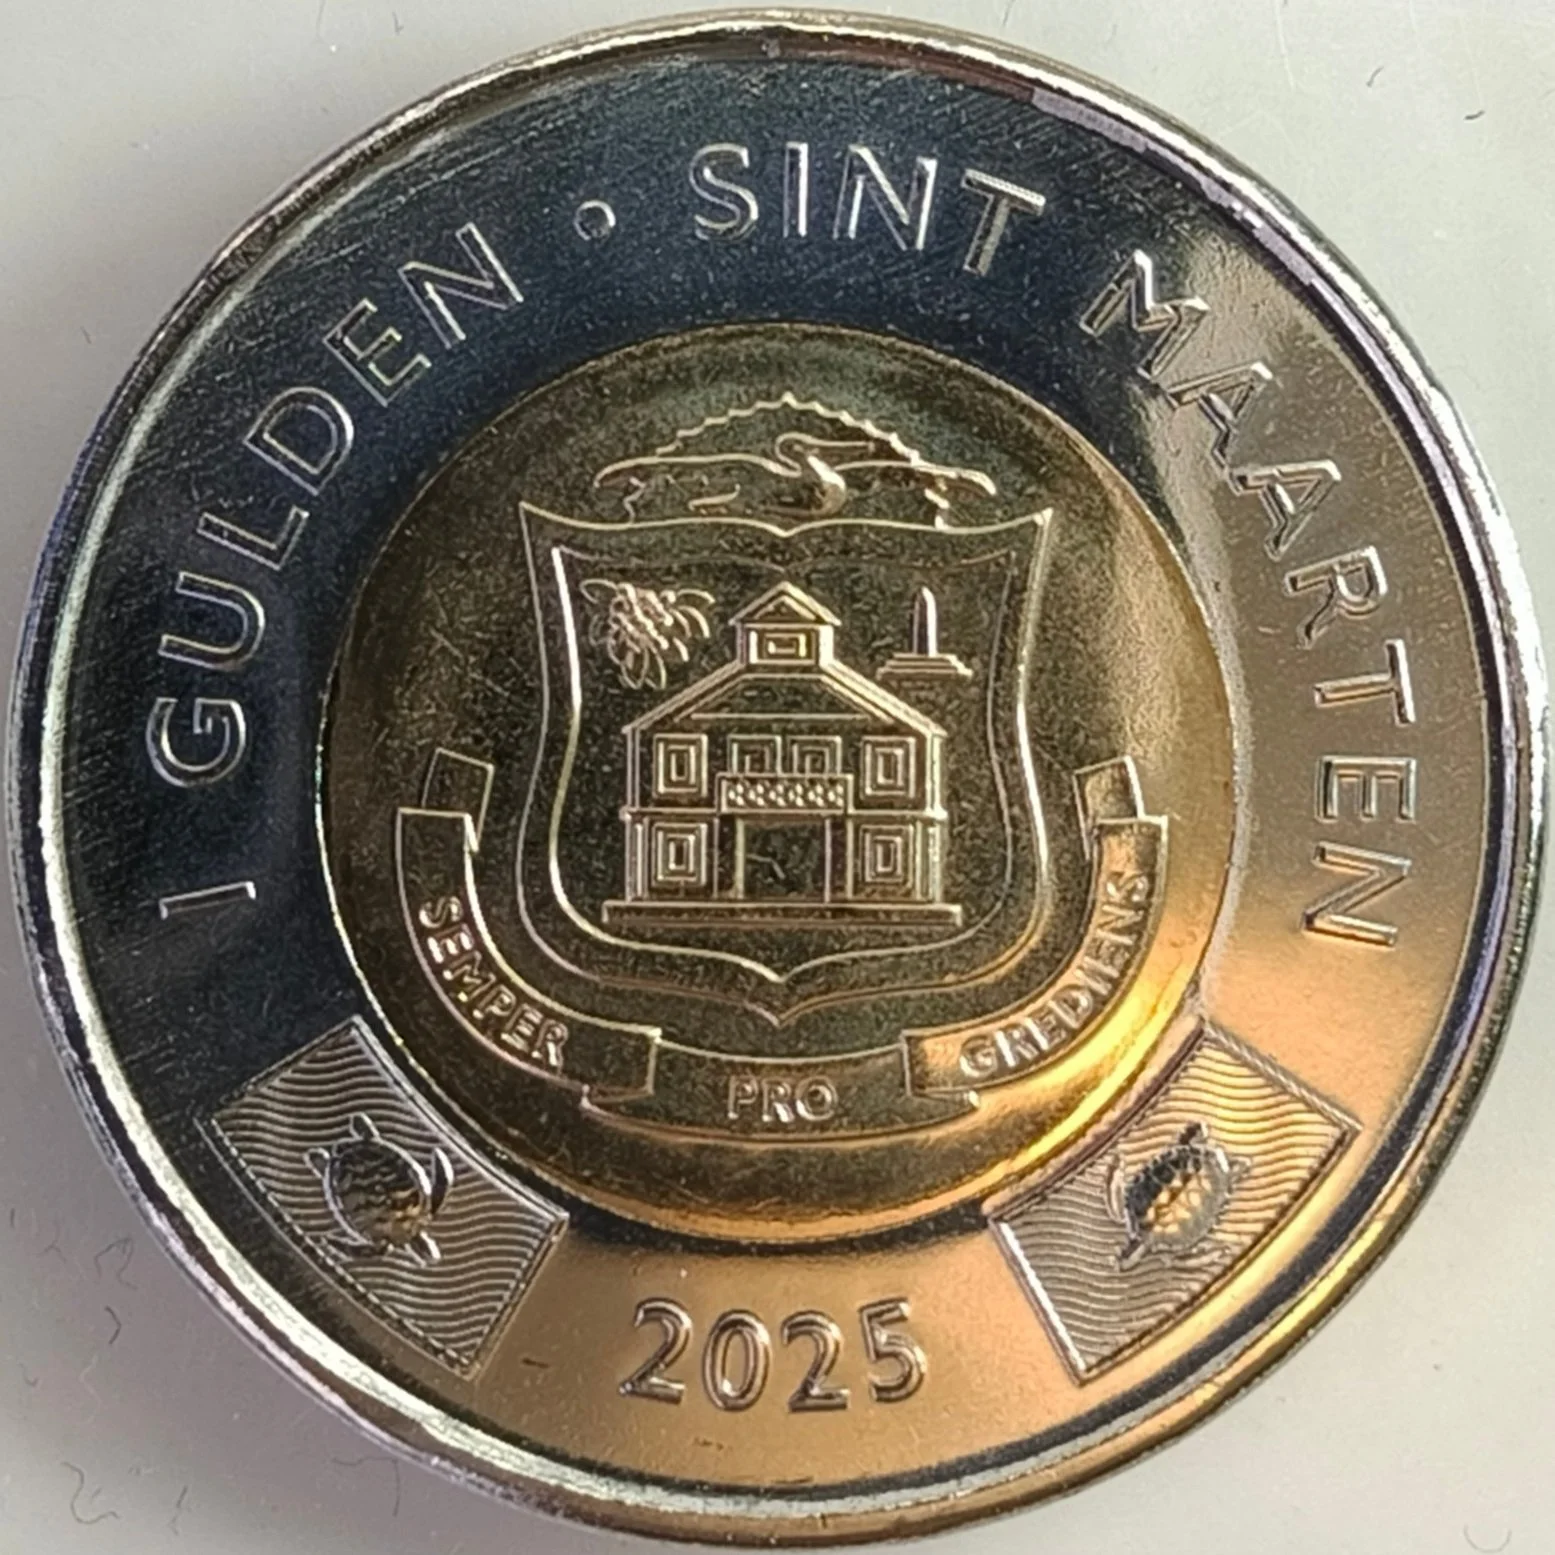 1 GULDEN • SINT MAARTEN
SEMPER PRO GREDIENS
2025